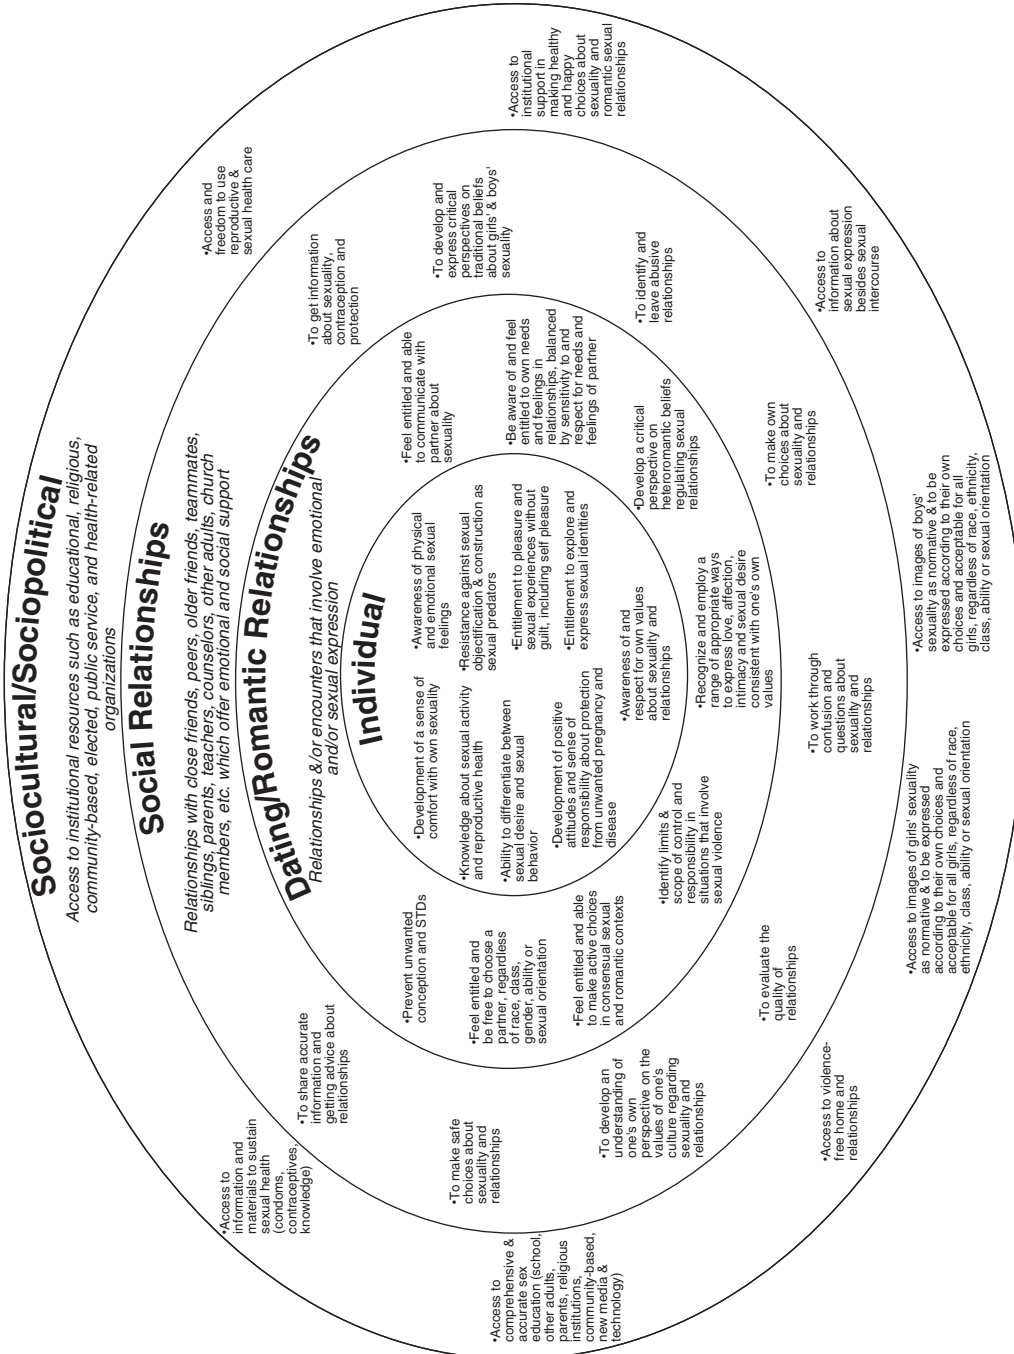 Sociocultural/Sociopolitical
Access to institutional resources such as educational, religious,
community-based, elected, public service, and health-related
organizations
•Access to
information and
materials to sustain
sexual health
(condoms,
contraceptives,
knowledge)
•Access and
freedom to use
reproductive &
sexual health care
•Access to
comprehensive &
accurate sex
education (school,
other adults,
parents, religious
institutions,
community-based,
new media &
technology)
•Access to
institutional
support in
making healthy
and happy
choices about
sexuality and
romantic sexual
relationships
•Access to violence-
free home and
relationships
•Access to
information about
sexual expression
besides sexual
intercourse
•Access to images of girls' sexuality
as normative & to be expressed
according to their own choices and
acceptable for all girls, regardless of race,
ethnicity, class, ability or sexual orientation
•Access to images of boys'
sexuality as normative & to be
expressed according to their own
choices and acceptable for all
girls, regardless of race, ethnicity,
class, ability or sexual orientation
Social Relationships
Relationships with close friends, peers, older friends, teammates,
siblings, parents, teachers, counselors, other adults, church
members, etc. which offer emotional and social support
•To share accurate
information and
getting advice about
relationships
•To get information
about sexuality,
contraception and
protection
•To make safe
choices about
sexuality and
relationships
•To develop and
express critical
perspectives on
traditional beliefs
about girls' & boys'
sexuality
•To develop an
understanding of
one's own
perspective on the
values of one's
culture regarding
sexuality and
relationships
•To identify and
leave abusive
relationships
•To evaluate the
quality of
relationships
•To work through
confusion and
questions about
sexuality and
relationships
•To make own
choices about
sexuality and
relationships
Dating/Romantic Relationships
Relationships &/or encounters that involve emotional
and/or sexual expression
•Prevent unwanted
conception and STDs
•Feel entitled and able
to communicate with
partner about
sexuality
•Feel entitled and
be free to choose a
partner, regardless
of race, class,
gender, ability or
sexual orientation
•Be aware of and feel
entitled to own needs
and feelings in
relationships, balanced
by sensitivity to and
respect for needs and
feelings of partner
•Feel entitled and able
to make active choices
in consensual sexual
and romantic contexts
•Develop a critical
perspective on
heteroromantic beliefs
regulating sexual
relationships
•Identify limits &
scope of control and
responsibility in
situations that involve
sexual violence
•Recognize and employ a
range of appropriate ways
to express love, affection,
intimacy and sexual desire
consistent with one's own
values
Individual
•Development of a sense of
comfort with own sexuality
•Awareness of physical
and emotional sexual
feelings
•Knowledge about sexual activity
and reproductive health
•Resistance against sexual
objectification & construction as
sexual predators
•Ability to differentiate between
sexual desire and sexual
behavior
•Entitlement to pleasure and
sexual experiences without
guilt, including self pleasure
•Development of positive
attitudes and sense of
responsibility about protection
from unwanted pregnancy and
disease
•Entitlement to explore and
express sexual identities
•Awareness of and
respect for own values
about sexuality and
relationships